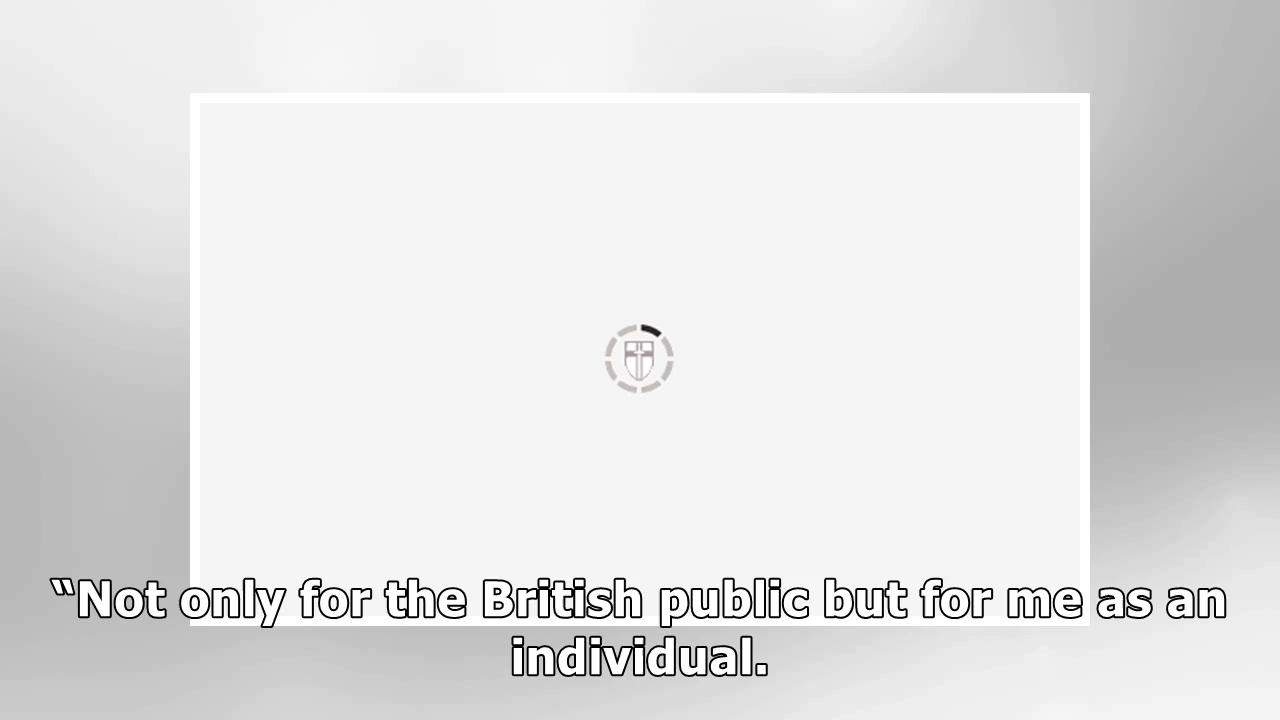 “Not only for the British public but for me as an
individual.